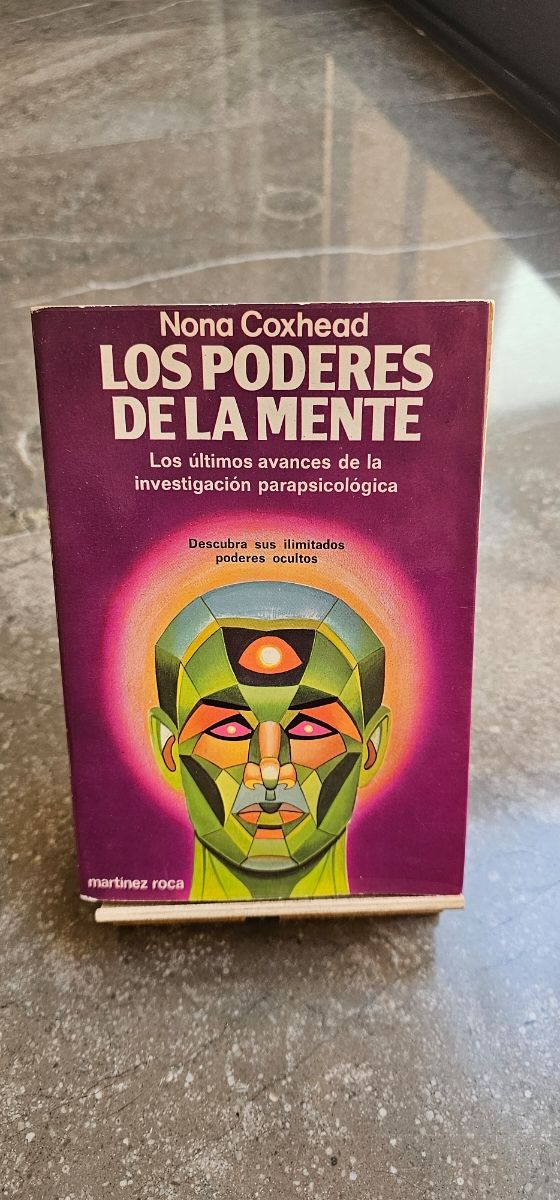 Nona Coxhead
LOS PODERES
DE LA MENTE
Los últimos avances de la
investigación parapsicológica
Descubra sus ilimitados
poderes ocultos
martínez roca